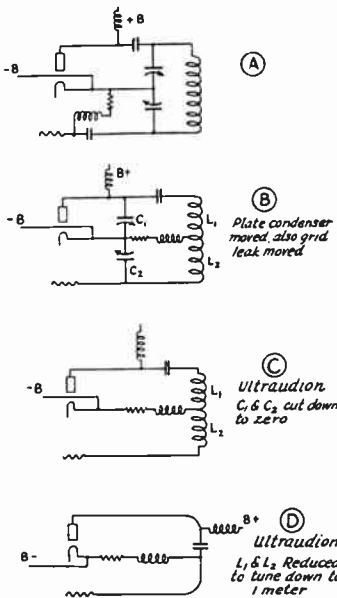 +B
-B
A
B+
-B
C1
C2
L1
L2
B
Plate condenser
moved, also grid
leak moved
-B
L1
L2
C
Ultraudion
C1 & C2 cut down
to zero
B+
B-
D
Ultraudion
L1 & L2 Reduced
to tune down to
1 meter